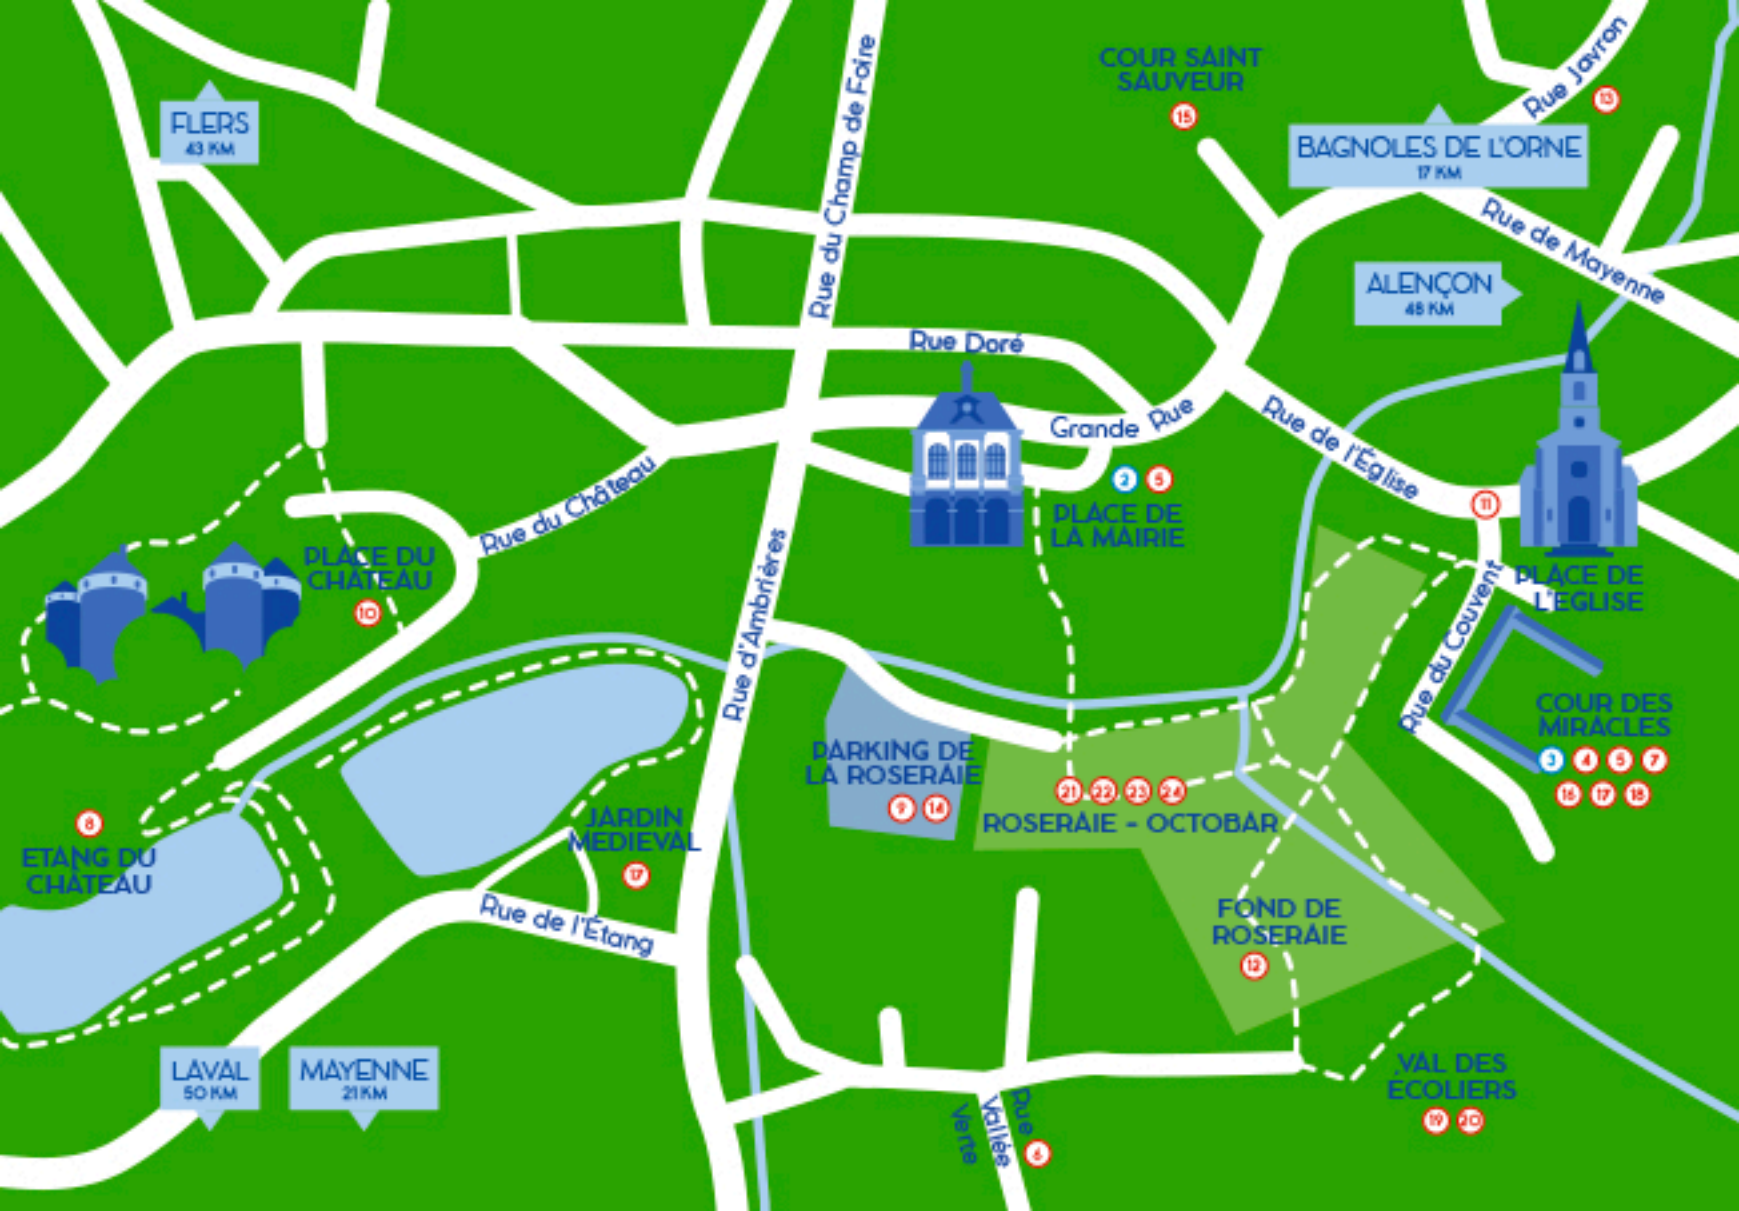 COUR SAINT
SAUVEUR
15
Rue Javron
13
FLERS
43 KM
Rue du Champ de Foire
BAGNOLES DE L'ORNE
17 KM
Rue de Mayenne
ALENÇON
48 KM
Rue Doré
Grande Rue
Rue de l'Église
2 5
PLACE DE
LA MAIRIE
11
Rue du Château
PLACE DU
CHÂTEAU
10
PLACE DE
L'EGLISE
Rue d'Ambrières
Rue du Couvent
COUR DES
MIRACLES
3 4 5 7
16 17 18
PARKING DE
LA ROSERAIE
9 14
21 22 23 24
ROSERAIE - OCTOBAR
8
ETANG DU
CHÂTEAU
JARDIN
MEDIEVAL
17
Rue de l'Étang
FOND DE
ROSERAIE
12
LAVAL
50 KM
MAYENNE
21 KM
VAL DES
ÉCOLIERS
19 20
Rue
Vallée
Verte
6